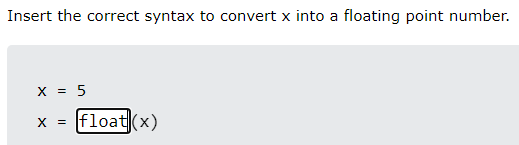 Insert the correct syntax to convert x into a floating point number.
x = 5
x = float(x)